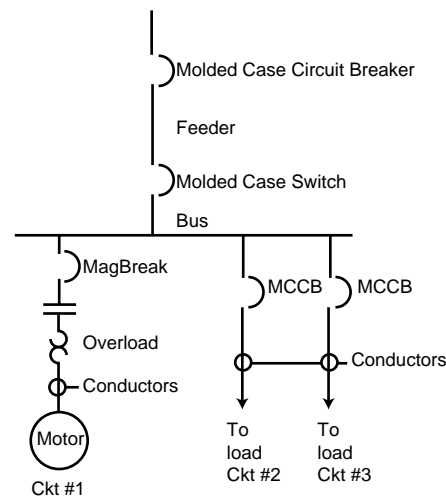 Molded Case Circuit Breaker
Feeder
Molded Case Switch
Bus
MagBreak
MCCB
MCCB
Overload
Conductors
Conductors
Motor
Ckt #1
To
load
Ckt #2
To
load
Ckt #3